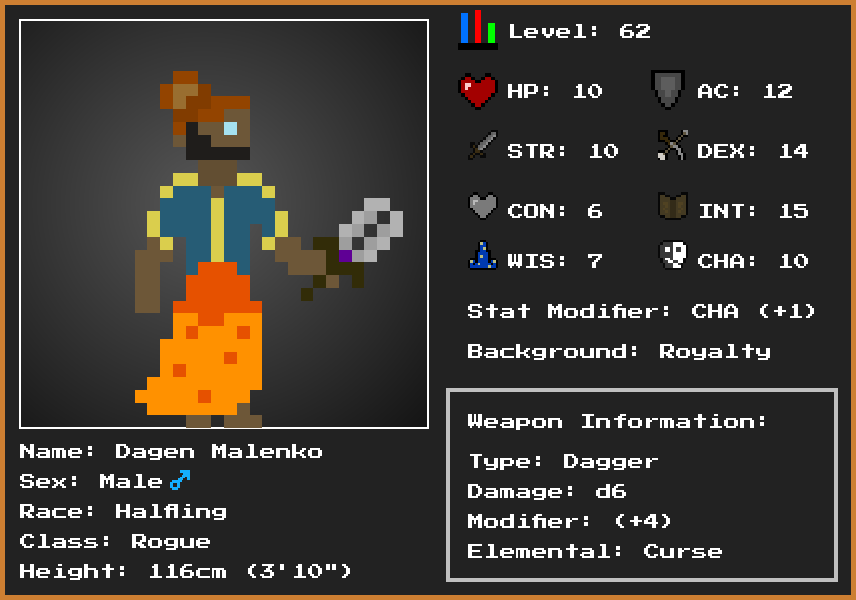 Level: 62
HP: 10 AC: 12
STR: 10 DEX: 14
CON: 6 INT: 15
WIS: 7 CHA: 10
Stat Modifier: CHA (+1)
Background: Royalty
Weapon Information:
Type: Dagger
Damage: d6
Modifier: (+4)
Elemental: Curse
Name: Dagen Malenko
Sex: Male♂
Race: Halfling
Class: Rogue
Height: 116cm (3'10")